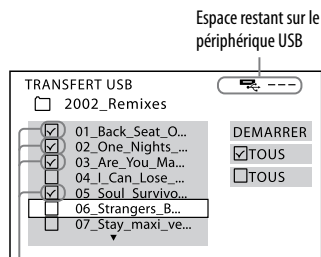 Espace restant sur le
périphérique USB
TRANSFERT USB
---
2002_Remixes
01_Back_Seat_O...
02_One_Nights_...
03_Are_You_Ma...
04_I_Can_Lose_...
05_Soul_Survivo...
06_Strangers_B...
07_Stay_maxi_ve...
DEMARRER
TOUS
TOUS